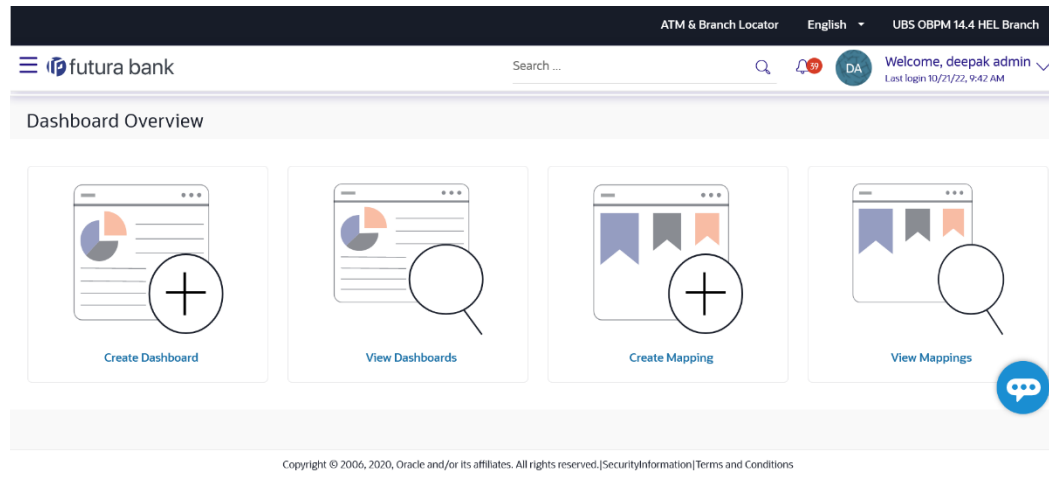 ATM & Branch Locator English UBS OBPM 14.4 HEL Branch
futura bank Search ... 39 DA Welcome, deepak admin
Last login 10/21/22, 9:42 AM
Dashboard Overview
Create Dashboard View Dashboards Create Mapping View Mappings
Copyright © 2006, 2020, Oracle and/or its affiliates. All rights reserved.|SecurityInformation|Terms and Conditions